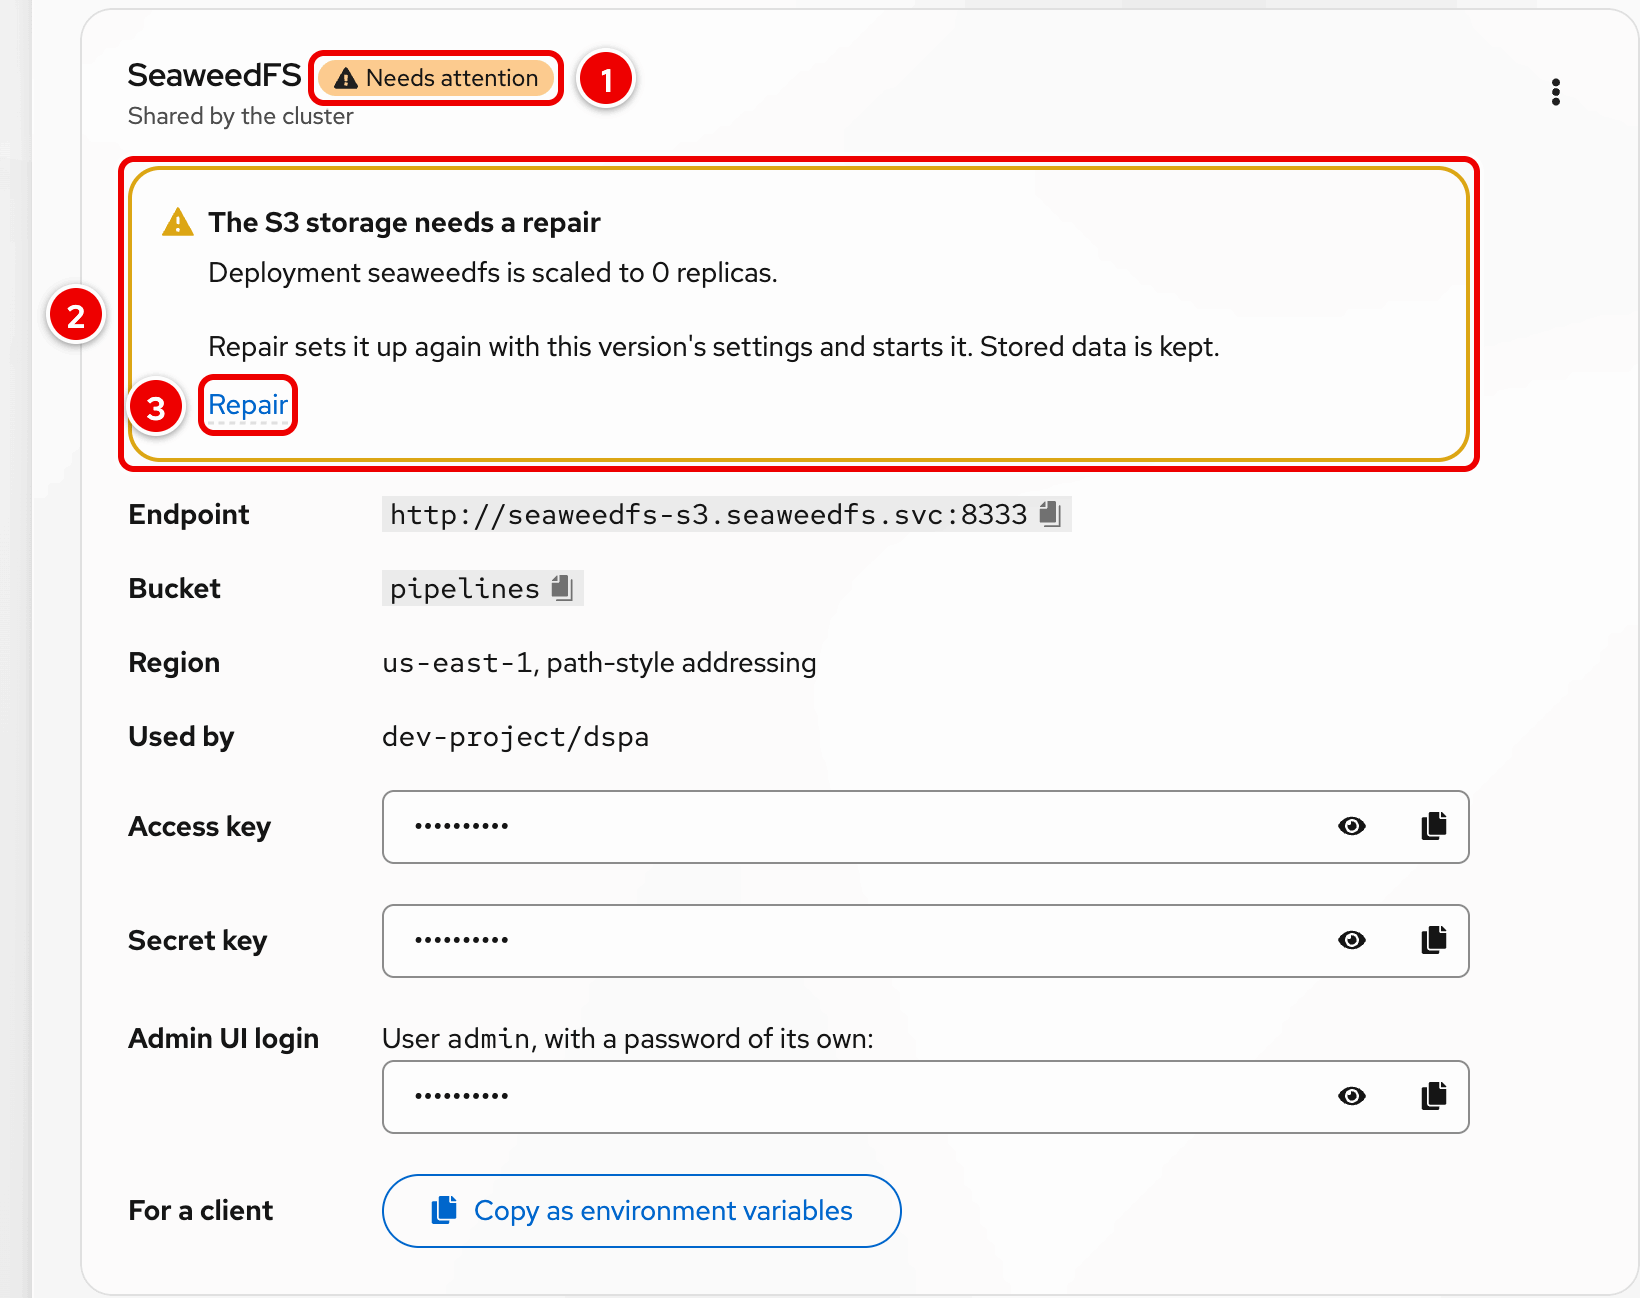 SeaweedFS Needs attention 1
Shared by the cluster
The S3 storage needs a repair
Deployment seaweedfs is scaled to 0 replicas.
2
Repair sets it up again with this version's settings and starts it. Stored data is kept.
3 Repair
Endpoint http://seaweedfs-s3.seaweedfs.svc:8333
Bucket pipelines
Region us-east-1, path-style addressing
Used by dev-project/dspa
Access key ••••••••••
Secret key ••••••••••
Admin UI login User admin, with a password of its own:
••••••••••
For a client Copy as environment variables